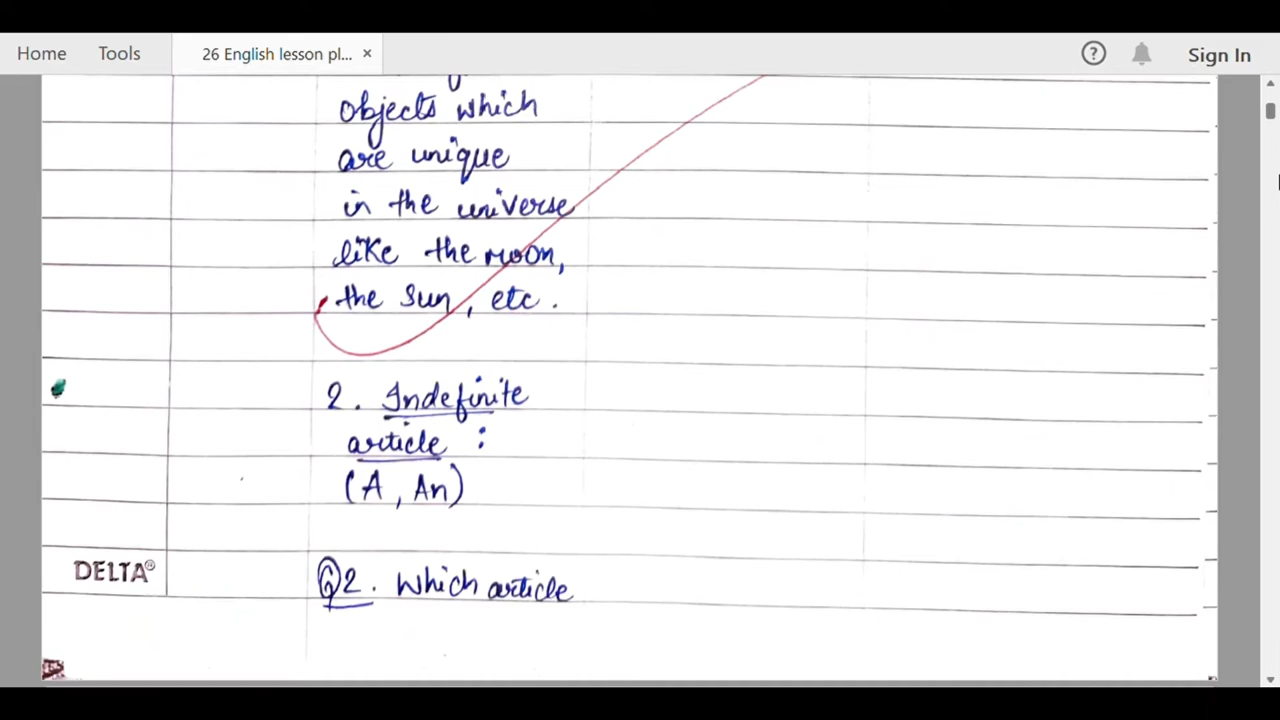 Home Tools 26 English lesson pl... × Sign In
objects which
are unique
in the universe
like the moon,
the sun, etc.
2. Indefinite
article :
(A, An)
DELTA®
Q2. Which article